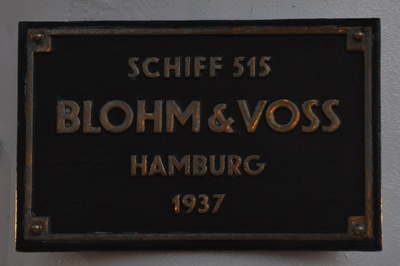 SCHIFF 515
BLOHM & VOSS
HAMBURG
1937